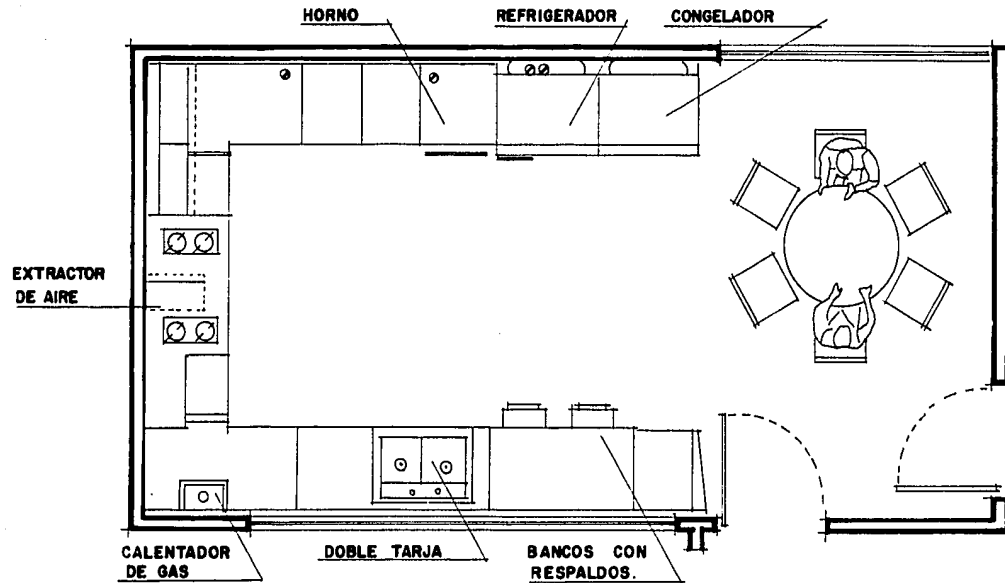 HORNO
REFRIGERADOR
CONGELADOR
EXTRACTOR
DE AIRE
CALENTADOR
DE GAS
DOBLE TARJA
BANCOS CON
RESPALDOS.